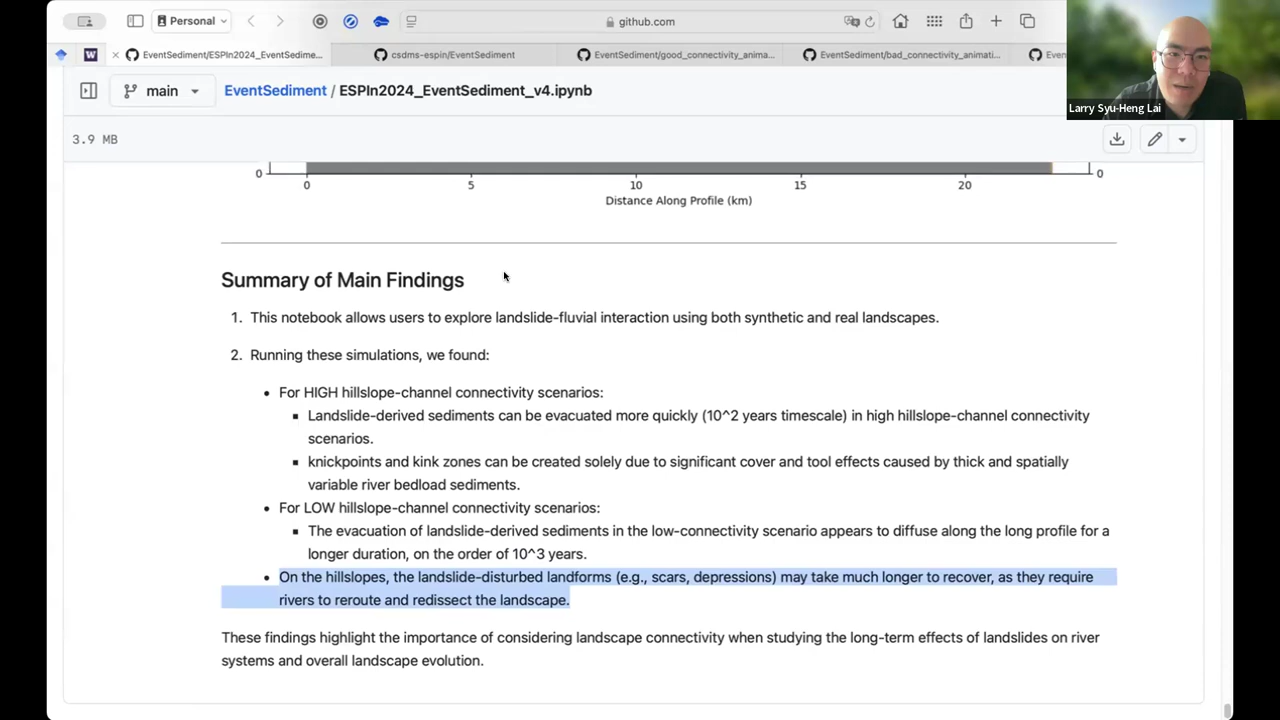 Personal
github.com
W
EventSediment/ESPIn2024_EventSedime...
csdms-espin/EventSediment
EventSediment/good_connectivity_anima...
EventSediment/bad_connectivity_animati...
Larry Syu-Heng Lai
main
EventSediment / ESPIn2024_EventSediment_v4.ipynb
3.9 MB
0
0
0
5
10
15
20
Distance Along Profile (km)
Summary of Main Findings
1. This notebook allows users to explore landslide-fluvial interaction using both synthetic and real landscapes.
2. Running these simulations, we found:
• For HIGH hillslope-channel connectivity scenarios:
▪ Landslide-derived sediments can be evacuated more quickly (10^2 years timescale) in high hillslope-channel connectivity
scenarios.
▪ knickpoints and kink zones can be created solely due to significant cover and tool effects caused by thick and spatially
variable river bedload sediments.
• For LOW hillslope-channel connectivity scenarios:
▪ The evacuation of landslide-derived sediments in the low-connectivity scenario appears to diffuse along the long profile for a
longer duration, on the order of 10^3 years.
• On the hillslopes, the landslide-disturbed landforms (e.g., scars, depressions) may take much longer to recover, as they require
rivers to reroute and redissect the landscape.
These findings highlight the importance of considering landscape connectivity when studying the long-term effects of landslides on river
systems and overall landscape evolution.